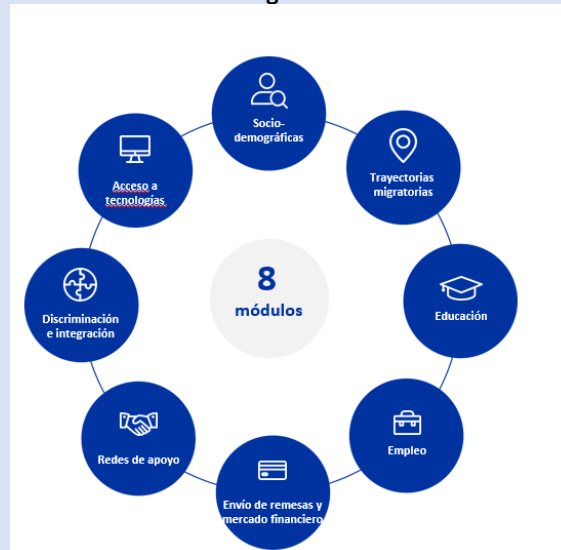 Socio-
demográficas
Trayectorias
migratorias
Educación
Empleo
Envío de remesas y
mercado financiero
Redes de apoyo
Discriminación
e integración
Acceso a
tecnologías
8
módulos